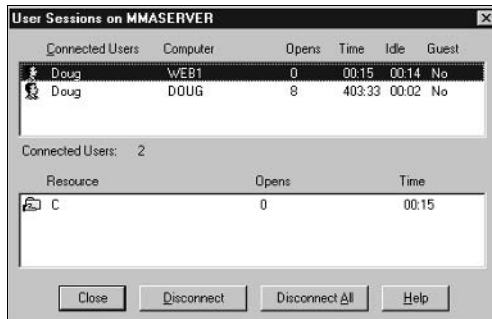 User Sessions on MMASERVER
Connected Users Computer Opens Time Idle Guest
Doug WEB1 0 00:15 00:14 No
Doug DOUG 8 403:33 00:02 No
Connected Users: 2
Resource Opens Time
C 0 00:15
Close Disconnect Disconnect All Help